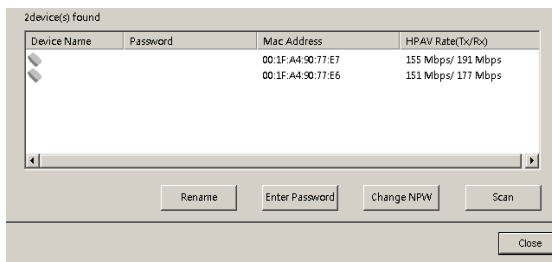 2device(s) found
Device Name Password Mac Address HPAV Rate(Tx/Rx)
00:1F:A4:90:77:E7 155 Mbps/ 191 Mbps
00:1F:A4:90:77:E6 151 Mbps/ 177 Mbps
Rename Enter Password Change NPW Scan
Close